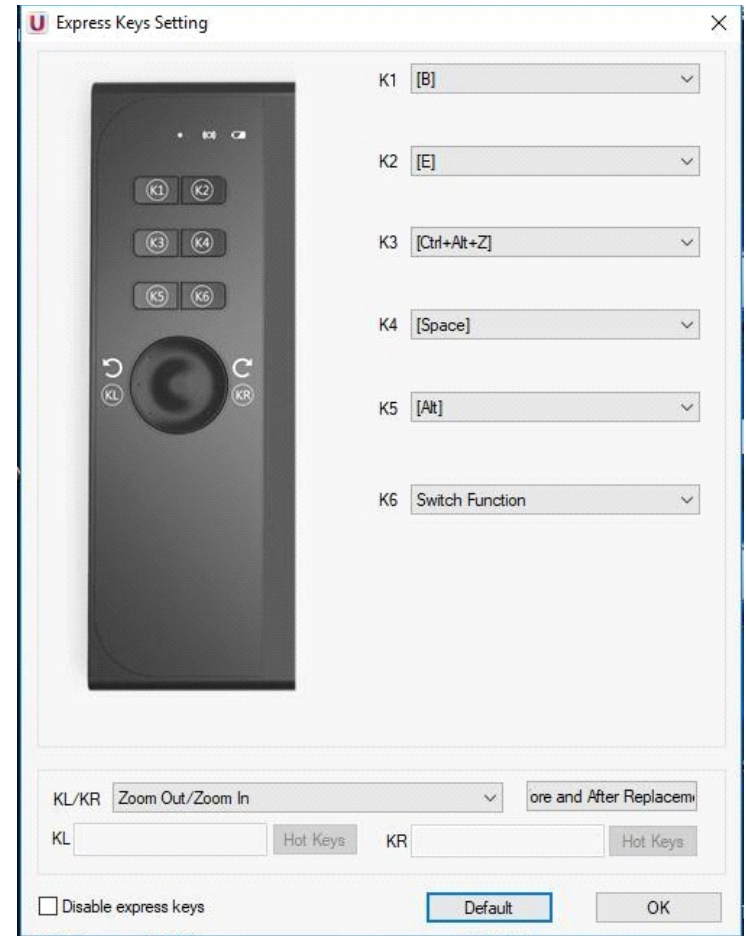 U Express Keys Setting
K1 [B]
K2 [E]
K3 [Ctrl+Alt+Z]
K4 [Space]
K5 [Alt]
K6 Switch Function
K1 K2
K3 K4
K5 K6
KL KR
KL/KR Zoom Out/Zoom In ore and After Replaceme
KL Hot Keys KR Hot Keys
Disable express keys Default OK